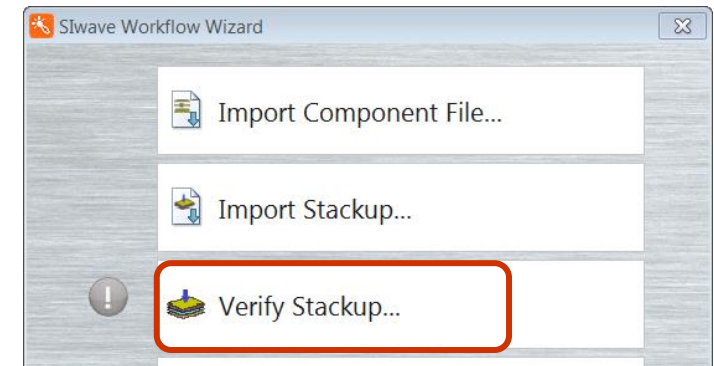 SIwave Workflow Wizard
Import Component File...
Import Stackup...
Verify Stackup...